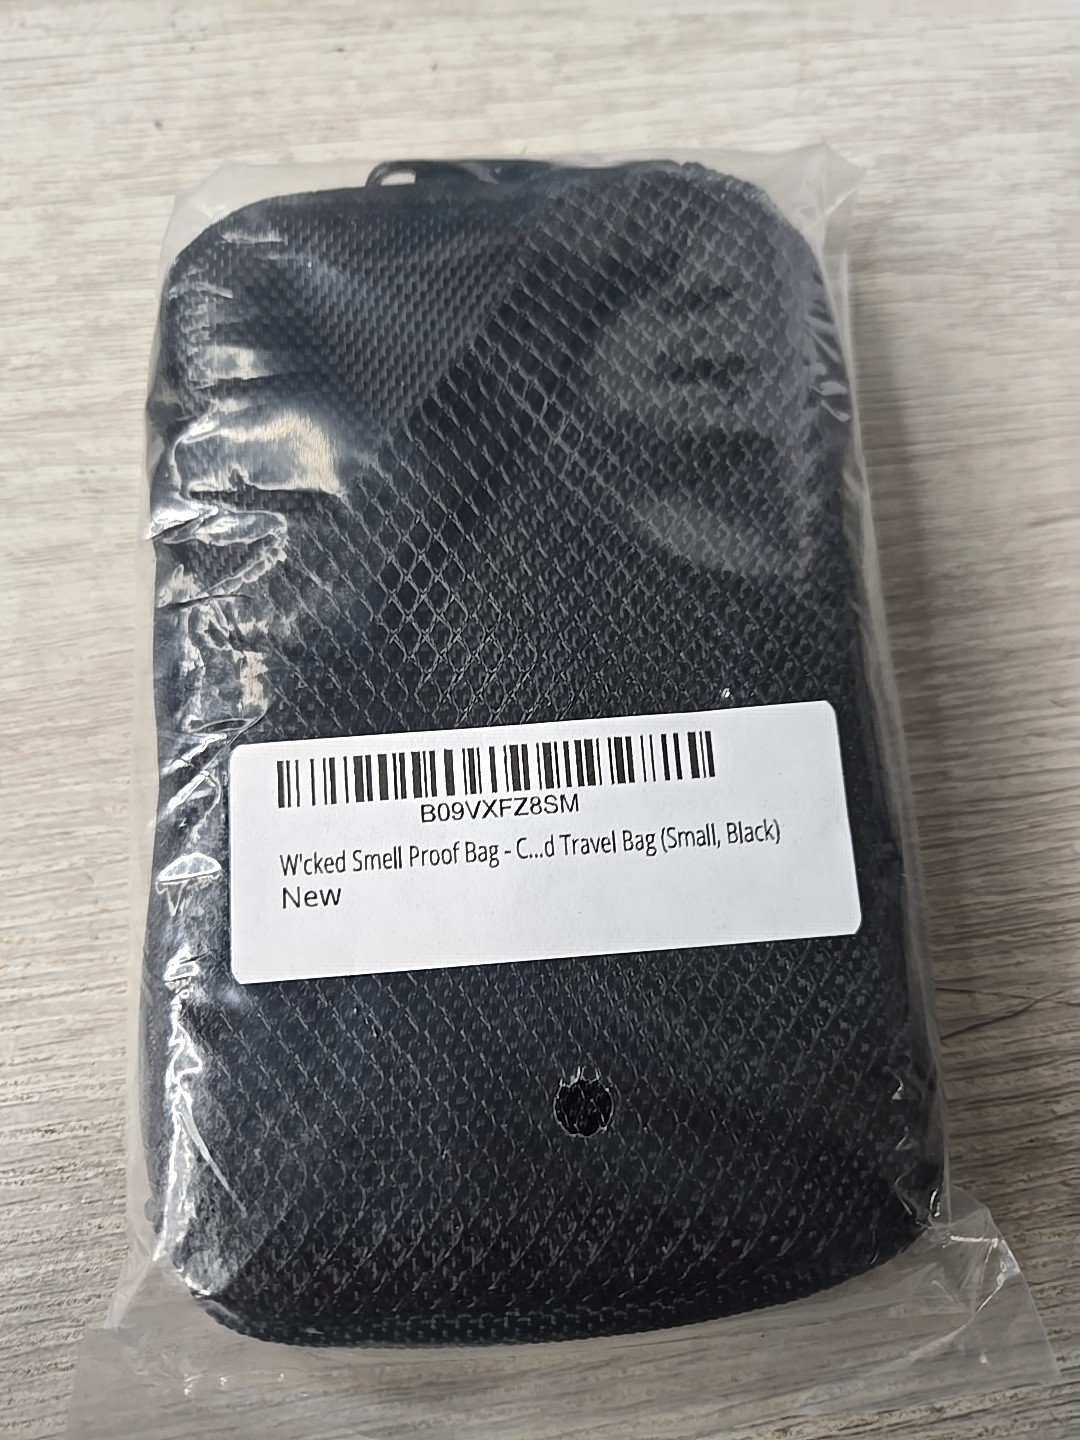 B09VXFZ8SM
W'cked Smell Proof Bag - C...d Travel Bag (Small, Black)
New